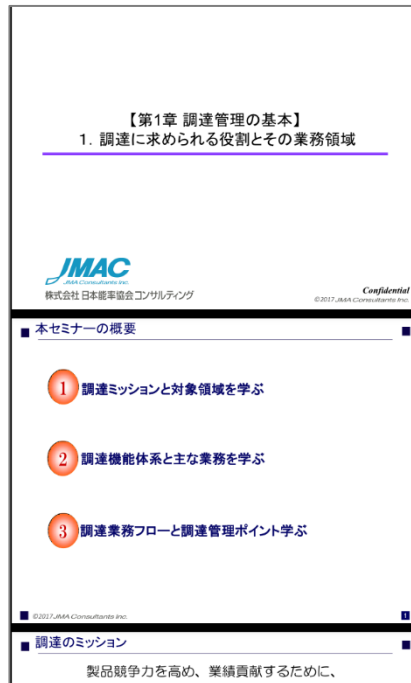 【第1章 調達管理の基本】
1. 調達に求められる役割とその業務領域
JMAC
JMA Consultants Inc.
株式会社 日本能率協会コンサルティング
Confidential
©2017 JMA Consultants Inc.
本セミナーの概要
1 調達ミッションと対象領域を学ぶ
2 調達機能体系と主な業務を学ぶ
3 調達業務フローと調達管理ポイント学ぶ
©2017 JMA Consultants Inc.
1
調達のミッション
製品競争力を高め、業績貢献するために、